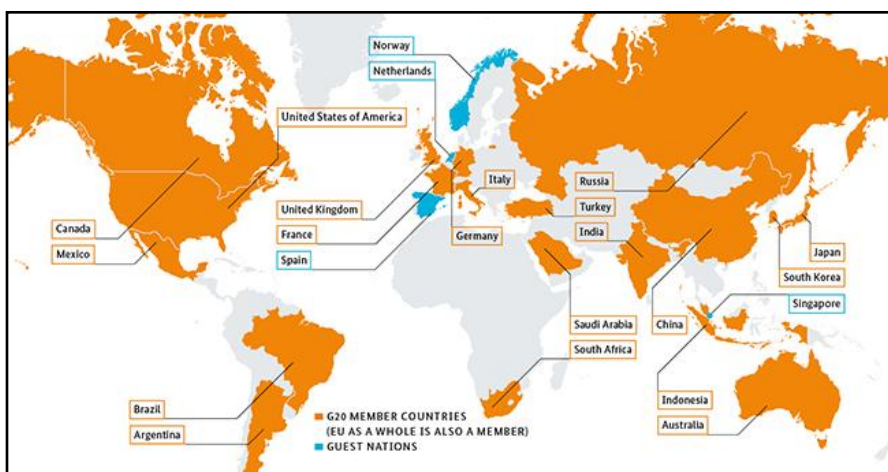 Norway
Netherlands
United States of America
Italy
Russia
Turkey
United Kingdom
India
Canada
France
Germany
Japan
Mexico
Spain
South Korea
Singapore
Saudi Arabia
China
South Africa
Indonesia
Brazil
Argentina
Australia
G20 MEMBER COUNTRIES
(EU AS A WHOLE IS ALSO A MEMBER)
GUEST NATIONS